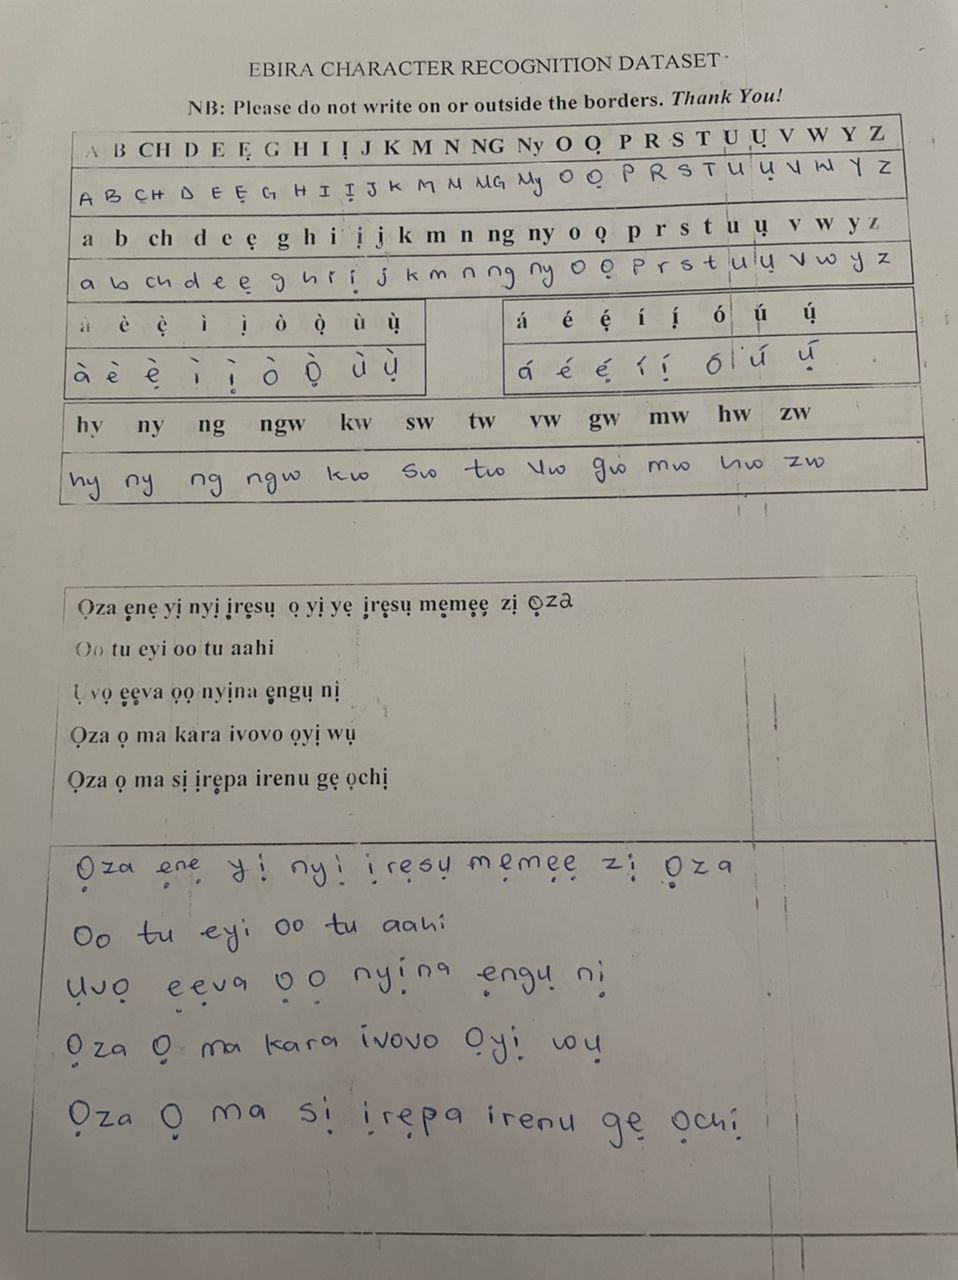 EBIRA CHARACTER RECOGNITION DATASET
NB: Please do not write on or outside the borders. Thank You!
A B CH D E Ẹ G H I Ị J K M N NG Ny O Ọ P R S T U Ụ V W Y Z
A B CH D E Ẹ G H I Ị J K M N NG Ny O Ọ P R S T U Ụ V W Y Z
a b ch d e ẹ g h i ị j k m n ng ny o ọ p r s t u ụ v w y z
a b ch d e ẹ g h i ị j k m n ng ny o ọ p r s t u ụ v w y z
à è ẹ̀ ì ị̀ ò ọ̀ ù ụ̀
à è ẹ̀ ì ị̀ ò ọ̀ ù ụ̀
á é ẹ́ í ị́ ó ụ́ ụ́
á é ẹ́ í ị́ ó ú ụ́
hy ny ng ngw kw sw tw vw gw mw hw zw
hy ny ng ngw kw sw tw vw gw mw hw zw
Ọza ẹnẹ yị nyị ịrẹsụ ọ yị yẹ ịrẹsụ mẹmẹẹ zị ọza
Oo tu eyi oo tu aahi
Ụvọ ẹẹva ọọ nyịna ẹngụ nị
Ọza ọ ma kara ivovo ọyị wụ
Ọza ọ ma sị ịrẹpa irenu gẹ ọchị
Ọza ẹnẹ yị nyị ịrẹsụ mẹmẹẹ zị Ọza
Oo tu eyi oo tu aahi
Ụvọ ẹẹva ọ ọ nyịna ẹngụ nị
Ọza Ọ ma kara ivovo Ọyị wụ
Ọza Ọ ma sị ịrẹpa irenu gẹ ọchị